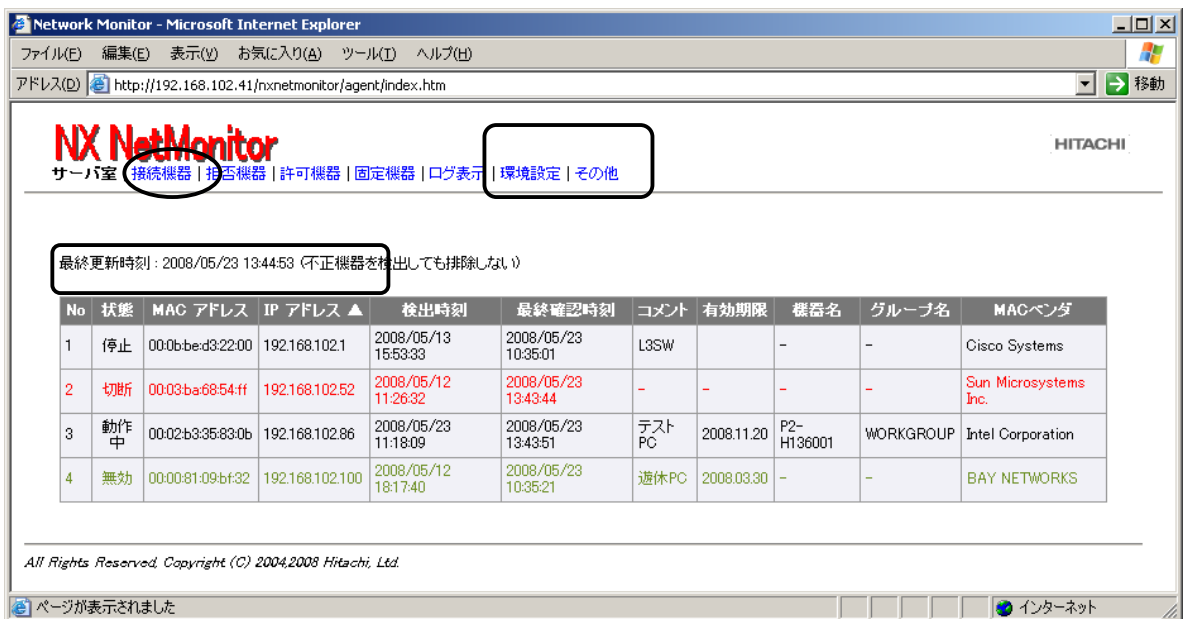 Network Monitor - Microsoft Internet Explorer
ファイル(F) 編集(E) 表示(V) お気に入り(A) ツール(T) ヘルプ(H)
アドレス(D) http://192.168.102.41/nxnetmonitor/agent/index.htm 移動
NX NetMonitor
HITACHI
サーバ室 接続機器 | 拒否機器 | 許可機器 | 固定機器 | ログ表示 | 環境設定 | その他
最終更新時刻 : 2008/05/23 13:44:53 (不正機器を検出しても排除しない)
No 状態 MAC アドレス IP アドレス ▲ 検出時刻 最終確認時刻 コメント 有効期限 機器名 グループ名 MACベンダ
1 停止 00:0b:be:d3:22:00 192.168.102.1 2008/05/13 15:53:33 2008/05/23 10:35:01 L3SW - - Cisco Systems
2 切断 00:03:ba:68:54:ff 192.168.102.52 2008/05/12 11:26:32 2008/05/23 13:43:44 - - - - Sun Microsystems Inc.
3 動作中 00:02:b3:35:83:0b 192.168.102.86 2008/05/23 11:18:09 2008/05/23 13:43:51 テストPC 2008.11.20 P2-H136001 WORKGROUP Intel Corporation
4 無効 00:00:81:09:bf:32 192.168.102.100 2008/05/12 18:17:40 2008/05/23 10:35:21 遊休PC 2008.03.30 - - BAY NETWORKS
All Rights Reserved, Copyright (C) 2004,2008 Hitachi, Ltd.
ページが表示されました インターネット